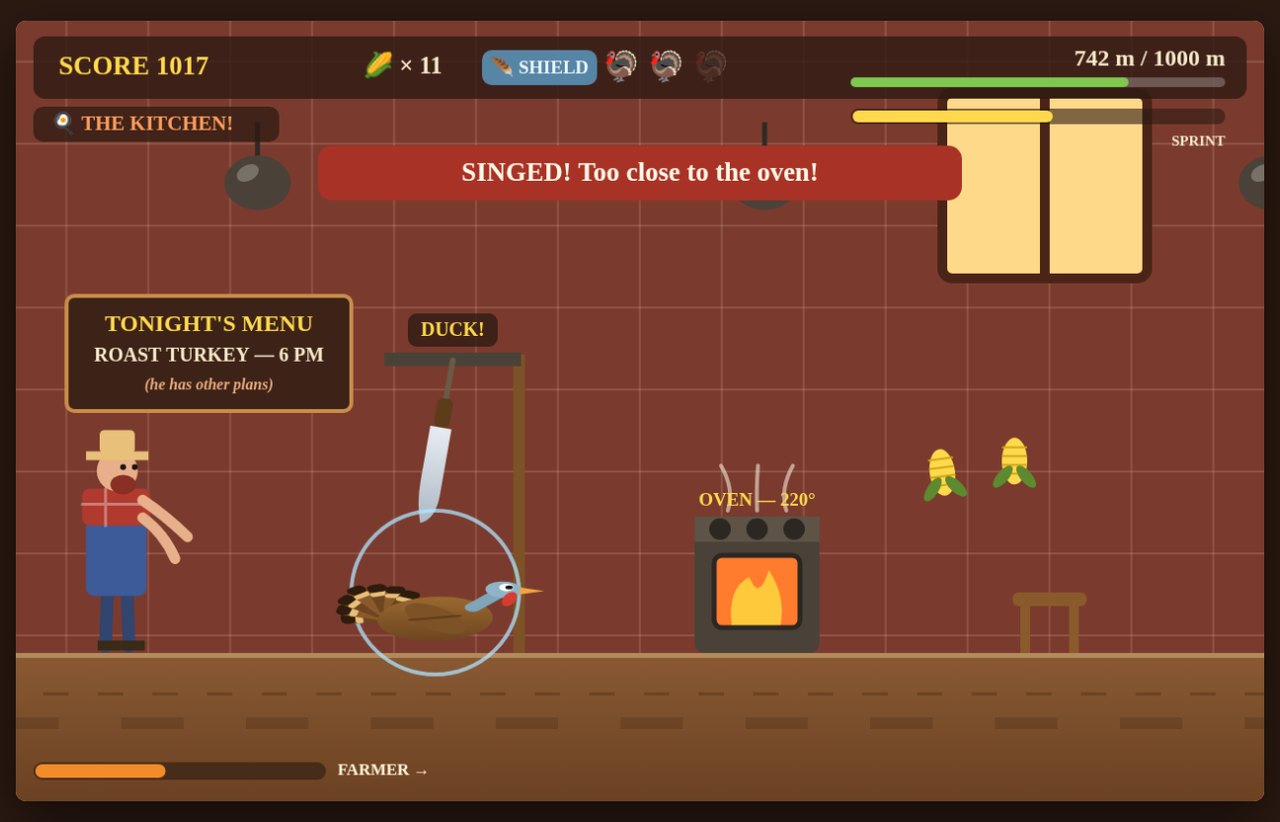 SCORE 1017
× 11
SHIELD
742 m / 1000 m
THE KITCHEN!
SPRINT
SINGED! Too close to the oven!
TONIGHT'S MENU
ROAST TURKEY — 6 PM
(he has other plans)
DUCK!
OVEN — 220°
FARMER →